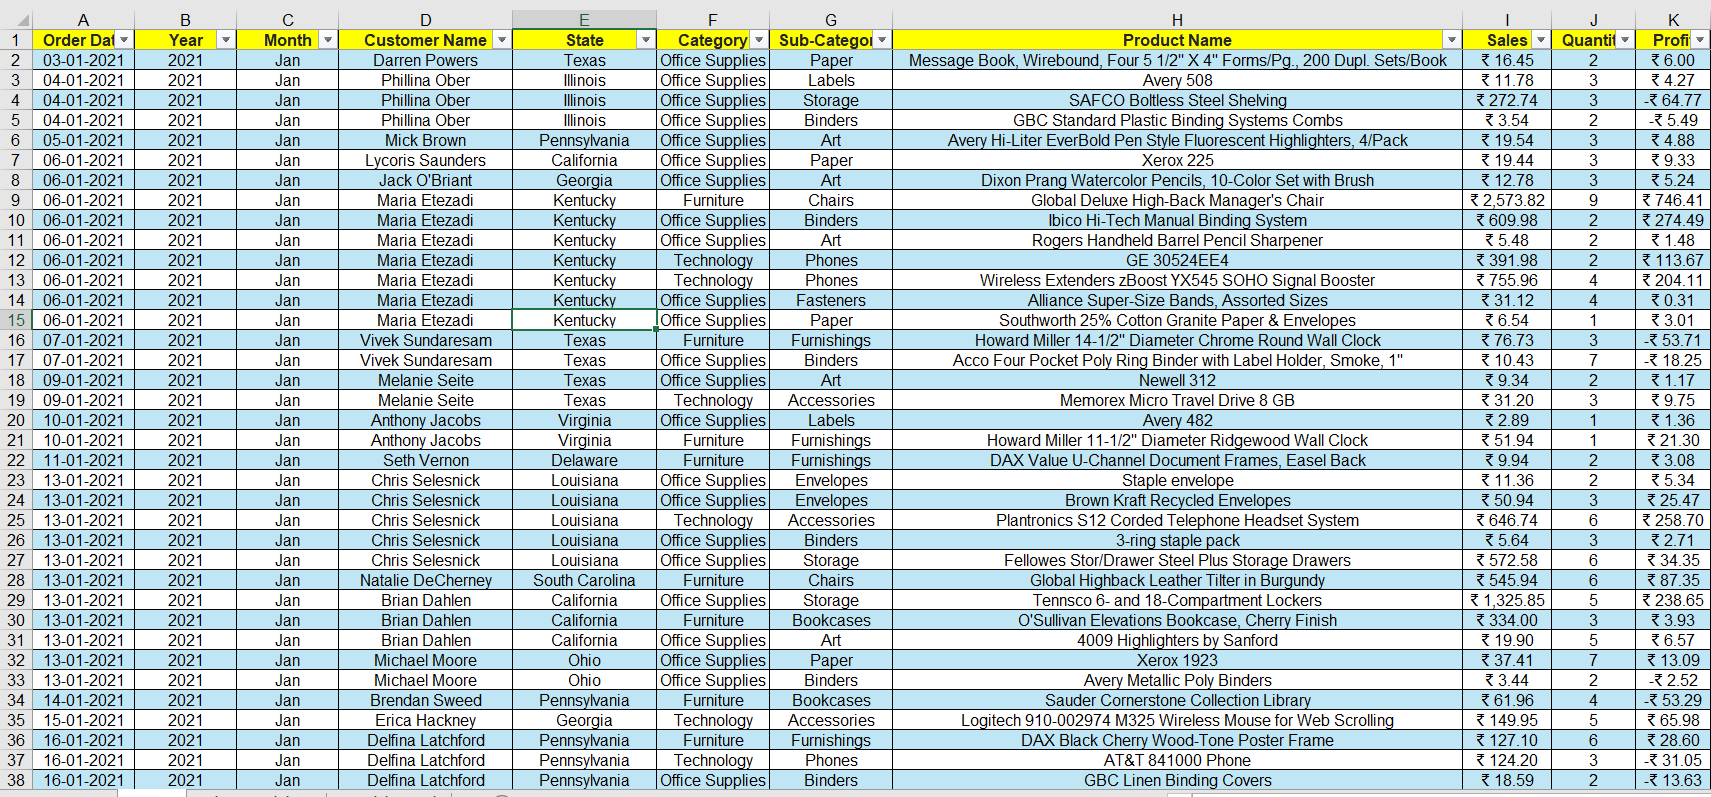 A B C D E F G H I J K
1 Order Dat Year Month Customer Name State Category Sub-Categor Product Name Sales Quantit Profi
2 03-01-2021 2021 Jan Darren Powers Texas Office Supplies Paper Message Book, Wirebound, Four 5 1/2" X 4" Forms/Pg., 200 Dupl. Sets/Book ₹ 16.45 2 ₹ 6.00
3 04-01-2021 2021 Jan Phillina Ober Illinois Office Supplies Labels Avery 508 ₹ 11.78 3 ₹ 4.27
4 04-01-2021 2021 Jan Phillina Ober Illinois Office Supplies Storage SAFCO Boltless Steel Shelving ₹ 272.74 3 -₹ 64.77
5 04-01-2021 2021 Jan Phillina Ober Illinois Office Supplies Binders GBC Standard Plastic Binding Systems Combs ₹ 3.54 2 -₹ 5.49
6 05-01-2021 2021 Jan Mick Brown Pennsylvania Office Supplies Art Avery Hi-Liter EverBold Pen Style Fluorescent Highlighters, 4/Pack ₹ 19.54 3 ₹ 4.88
7 06-01-2021 2021 Jan Lycoris Saunders California Office Supplies Paper Xerox 225 ₹ 19.44 3 ₹ 9.33
8 06-01-2021 2021 Jan Jack O'Briant Georgia Office Supplies Art Dixon Prang Watercolor Pencils, 10-Color Set with Brush ₹ 12.78 3 ₹ 5.24
9 06-01-2021 2021 Jan Maria Etezadi Kentucky Furniture Chairs Global Deluxe High-Back Manager's Chair ₹ 2,573.82 9 ₹ 746.41
10 06-01-2021 2021 Jan Maria Etezadi Kentucky Office Supplies Binders Ibico Hi-Tech Manual Binding System ₹ 609.98 2 ₹ 274.49
11 06-01-2021 2021 Jan Maria Etezadi Kentucky Office Supplies Art Rogers Handheld Barrel Pencil Sharpener ₹ 5.48 2 ₹ 1.48
12 06-01-2021 2021 Jan Maria Etezadi Kentucky Technology Phones GE 30524EE4 ₹ 391.98 2 ₹ 113.67
13 06-01-2021 2021 Jan Maria Etezadi Kentucky Technology Phones Wireless Extenders zBoost YX545 SOHO Signal Booster ₹ 755.96 4 ₹ 204.11
14 06-01-2021 2021 Jan Maria Etezadi Kentucky Office Supplies Fasteners Alliance Super-Size Bands, Assorted Sizes ₹ 31.12 4 ₹ 0.31
15 06-01-2021 2021 Jan Maria Etezadi Kentucky Office Supplies Paper Southworth 25% Cotton Granite Paper & Envelopes ₹ 6.54 1 ₹ 3.01
16 07-01-2021 2021 Jan Vivek Sundaresam Texas Furniture Furnishings Howard Miller 14-1/2" Diameter Chrome Round Wall Clock ₹ 76.73 3 -₹ 53.71
17 07-01-2021 2021 Jan Vivek Sundaresam Texas Office Supplies Binders Acco Four Pocket Poly Ring Binder with Label Holder, Smoke, 1" ₹ 10.43 7 -₹ 18.25
18 09-01-2021 2021 Jan Melanie Seite Texas Office Supplies Art Newell 312 ₹ 9.34 2 ₹ 1.17
19 09-01-2021 2021 Jan Melanie Seite Texas Technology Accessories Memorex Micro Travel Drive 8 GB ₹ 31.20 3 ₹ 9.75
20 10-01-2021 2021 Jan Anthony Jacobs Virginia Office Supplies Labels Avery 482 ₹ 2.89 1 ₹ 1.36
21 10-01-2021 2021 Jan Anthony Jacobs Virginia Furniture Furnishings Howard Miller 11-1/2" Diameter Ridgewood Wall Clock ₹ 51.94 1 ₹ 21.30
22 11-01-2021 2021 Jan Seth Vernon Delaware Furniture Furnishings DAX Value U-Channel Document Frames, Easel Back ₹ 9.94 2 ₹ 3.08
23 13-01-2021 2021 Jan Chris Selesnick Louisiana Office Supplies Envelopes Staple envelope ₹ 11.36 2 ₹ 5.34
24 13-01-2021 2021 Jan Chris Selesnick Louisiana Office Supplies Envelopes Brown Kraft Recycled Envelopes ₹ 50.94 3 ₹ 25.47
25 13-01-2021 2021 Jan Chris Selesnick Louisiana Technology Accessories Plantronics S12 Corded Telephone Headset System ₹ 646.74 6 ₹ 258.70
26 13-01-2021 2021 Jan Chris Selesnick Louisiana Office Supplies Binders 3-ring staple pack ₹ 5.64 3 ₹ 2.71
27 13-01-2021 2021 Jan Chris Selesnick Louisiana Office Supplies Storage Fellowes Stor/Drawer Steel Plus Storage Drawers ₹ 572.58 6 ₹ 34.35
28 13-01-2021 2021 Jan Natalie DeCherney South Carolina Furniture Chairs Global Highback Leather Tilter in Burgundy ₹ 545.94 6 ₹ 87.35
29 13-01-2021 2021 Jan Brian Dahlen California Office Supplies Storage Tennsco 6- and 18-Compartment Lockers ₹ 1,325.85 5 ₹ 238.65
30 13-01-2021 2021 Jan Brian Dahlen California Furniture Bookcases O'Sullivan Elevations Bookcase, Cherry Finish ₹ 334.00 3 ₹ 3.93
31 13-01-2021 2021 Jan Brian Dahlen California Office Supplies Art 4009 Highlighters by Sanford ₹ 19.90 5 ₹ 6.57
32 13-01-2021 2021 Jan Michael Moore Ohio Office Supplies Paper Xerox 1923 ₹ 37.41 7 ₹ 13.09
33 13-01-2021 2021 Jan Michael Moore Ohio Office Supplies Binders Avery Metallic Poly Binders ₹ 3.44 2 -₹ 2.52
34 14-01-2021 2021 Jan Brendan Sweed Pennsylvania Furniture Bookcases Sauder Cornerstone Collection Library ₹ 61.96 4 -₹ 53.29
35 15-01-2021 2021 Jan Erica Hackney Georgia Technology Accessories Logitech 910-002974 M325 Wireless Mouse for Web Scrolling ₹ 149.95 5 ₹ 65.98
36 16-01-2021 2021 Jan Delfina Latchford Pennsylvania Furniture Furnishings DAX Black Cherry Wood-Tone Poster Frame ₹ 127.10 6 ₹ 28.60
37 16-01-2021 2021 Jan Delfina Latchford Pennsylvania Technology Phones AT&T 841000 Phone ₹ 124.20 3 -₹ 31.05
38 16-01-2021 2021 Jan Delfina Latchford Pennsylvania Office Supplies Binders GBC Linen Binding Covers ₹ 18.59 2 -₹ 13.63